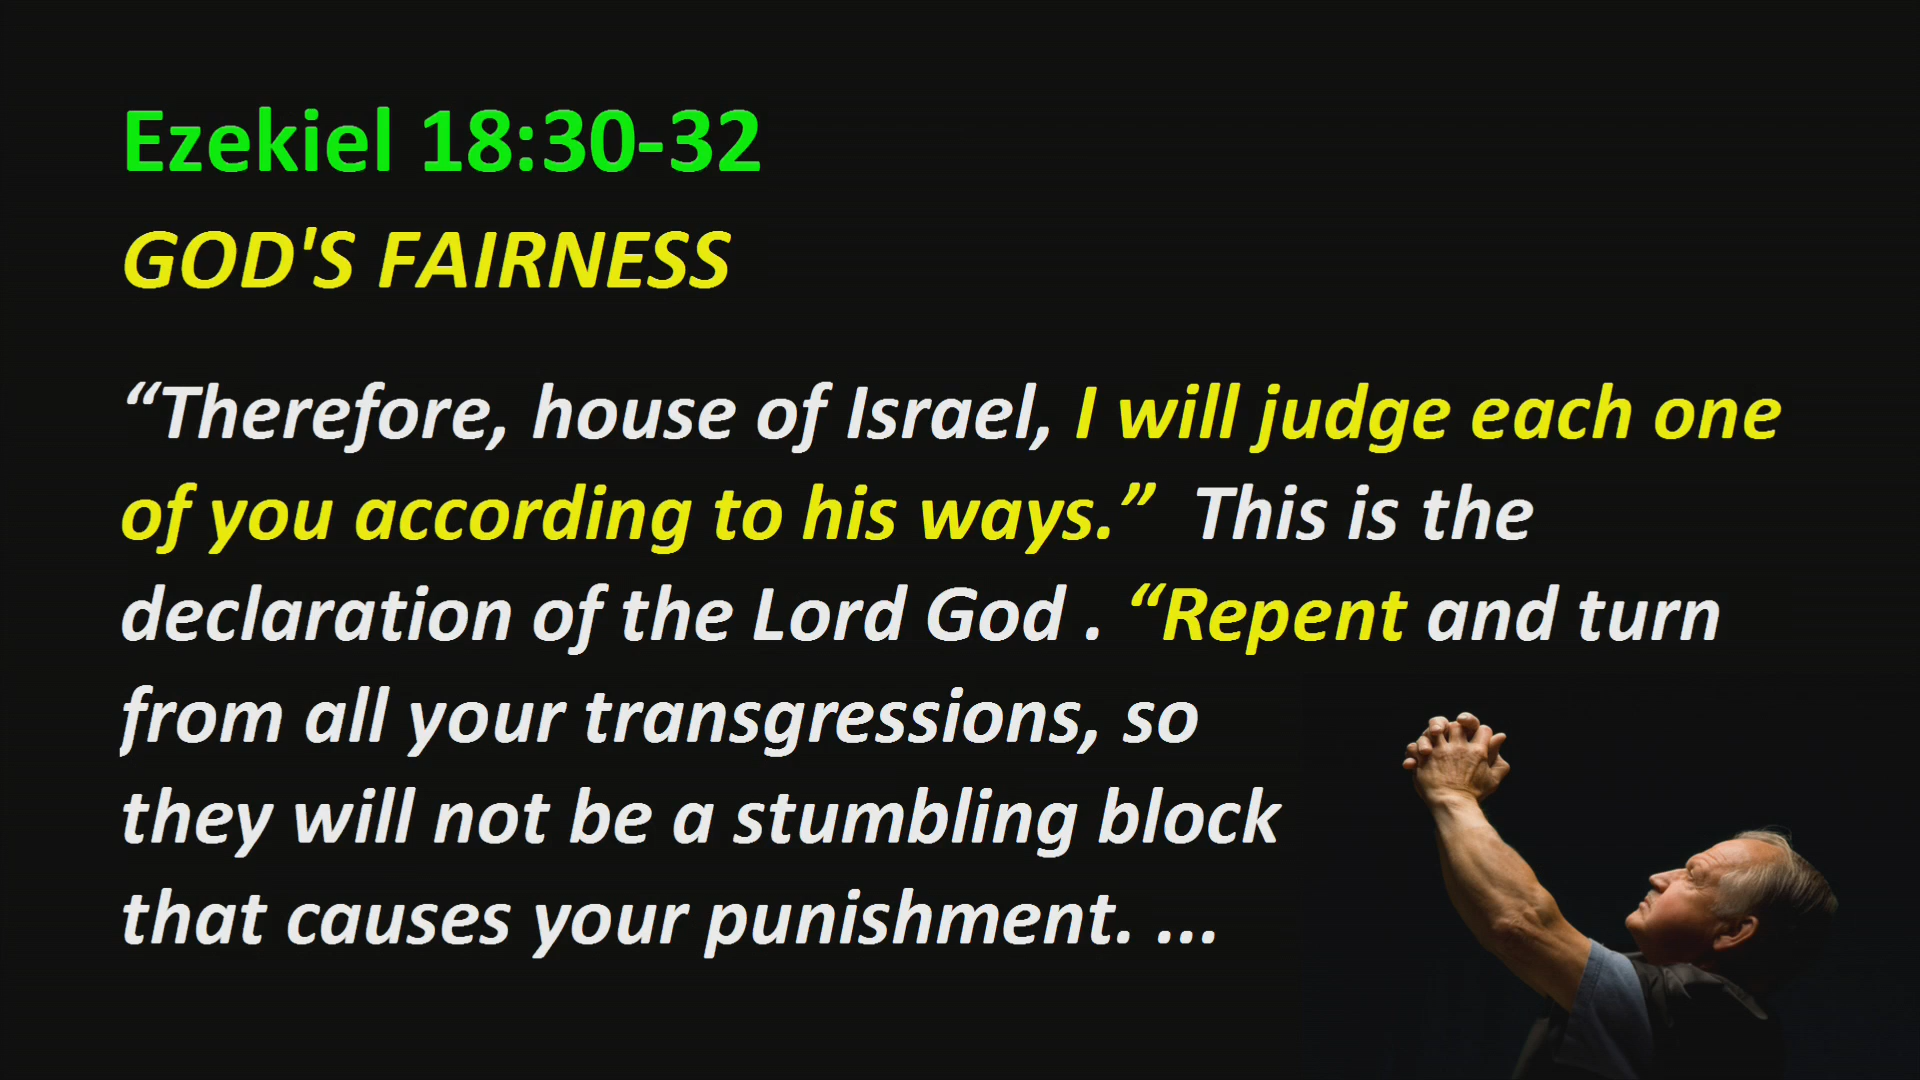 Ezekiel 18:30-32
GOD'S FAIRNESS
“Therefore, house of Israel, I will judge each one
of you according to his ways.”  This is the
declaration of the Lord God . “Repent and turn
from all your transgressions, so
they will not be a stumbling block
that causes your punishment. ...